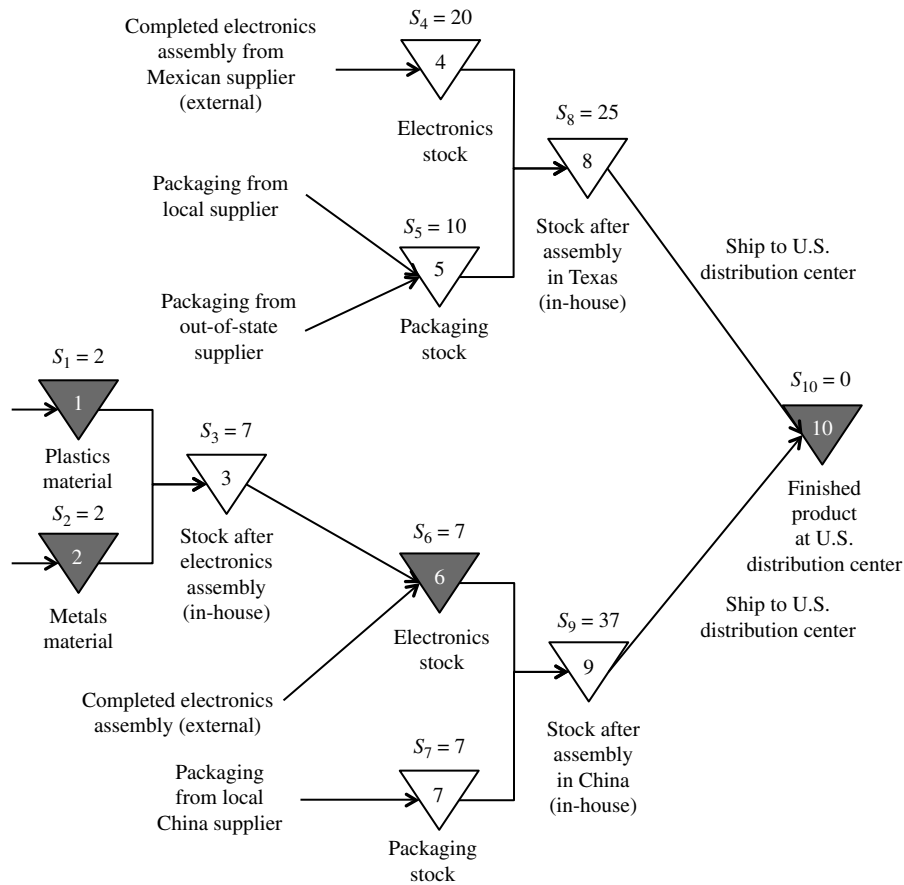 Completed electronics
assembly from
Mexican supplier
(external)
S4 = 20
4
Electronics
stock
S8 = 25
8
Stock after
assembly
in Texas
(in-house)
Packaging from
local supplier
S5 = 10
5
Packaging
stock
Packaging from
out-of-state
supplier
Ship to U.S.
distribution center
S1 = 2
1
Plastics
material
S2 = 2
2
Metals
material
S3 = 7
3
Stock after
electronics
assembly
(in-house)
S10 = 0
10
Finished
product
at U.S.
distribution center
Ship to U.S.
distribution center
S6 = 7
6
Electronics
stock
Completed electronics
assembly (external)
S9 = 37
9
Stock after
assembly
in China
(in-house)
Packaging
from local
China supplier
S7 = 7
7
Packaging
stock